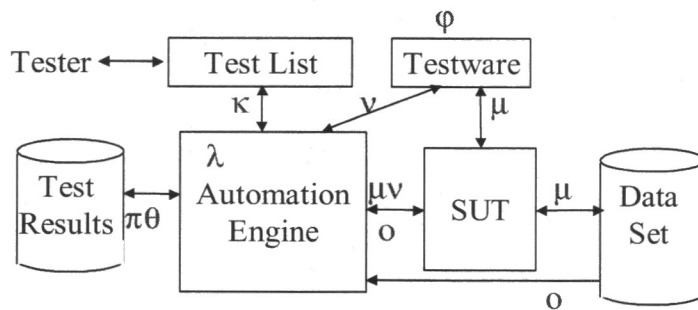 φ
Tester
Test List
Testware
κ
ν
μ
λ
Test
Results
πθ
Automation
Engine
μν
ο
SUT
μ
Data
Set
ο